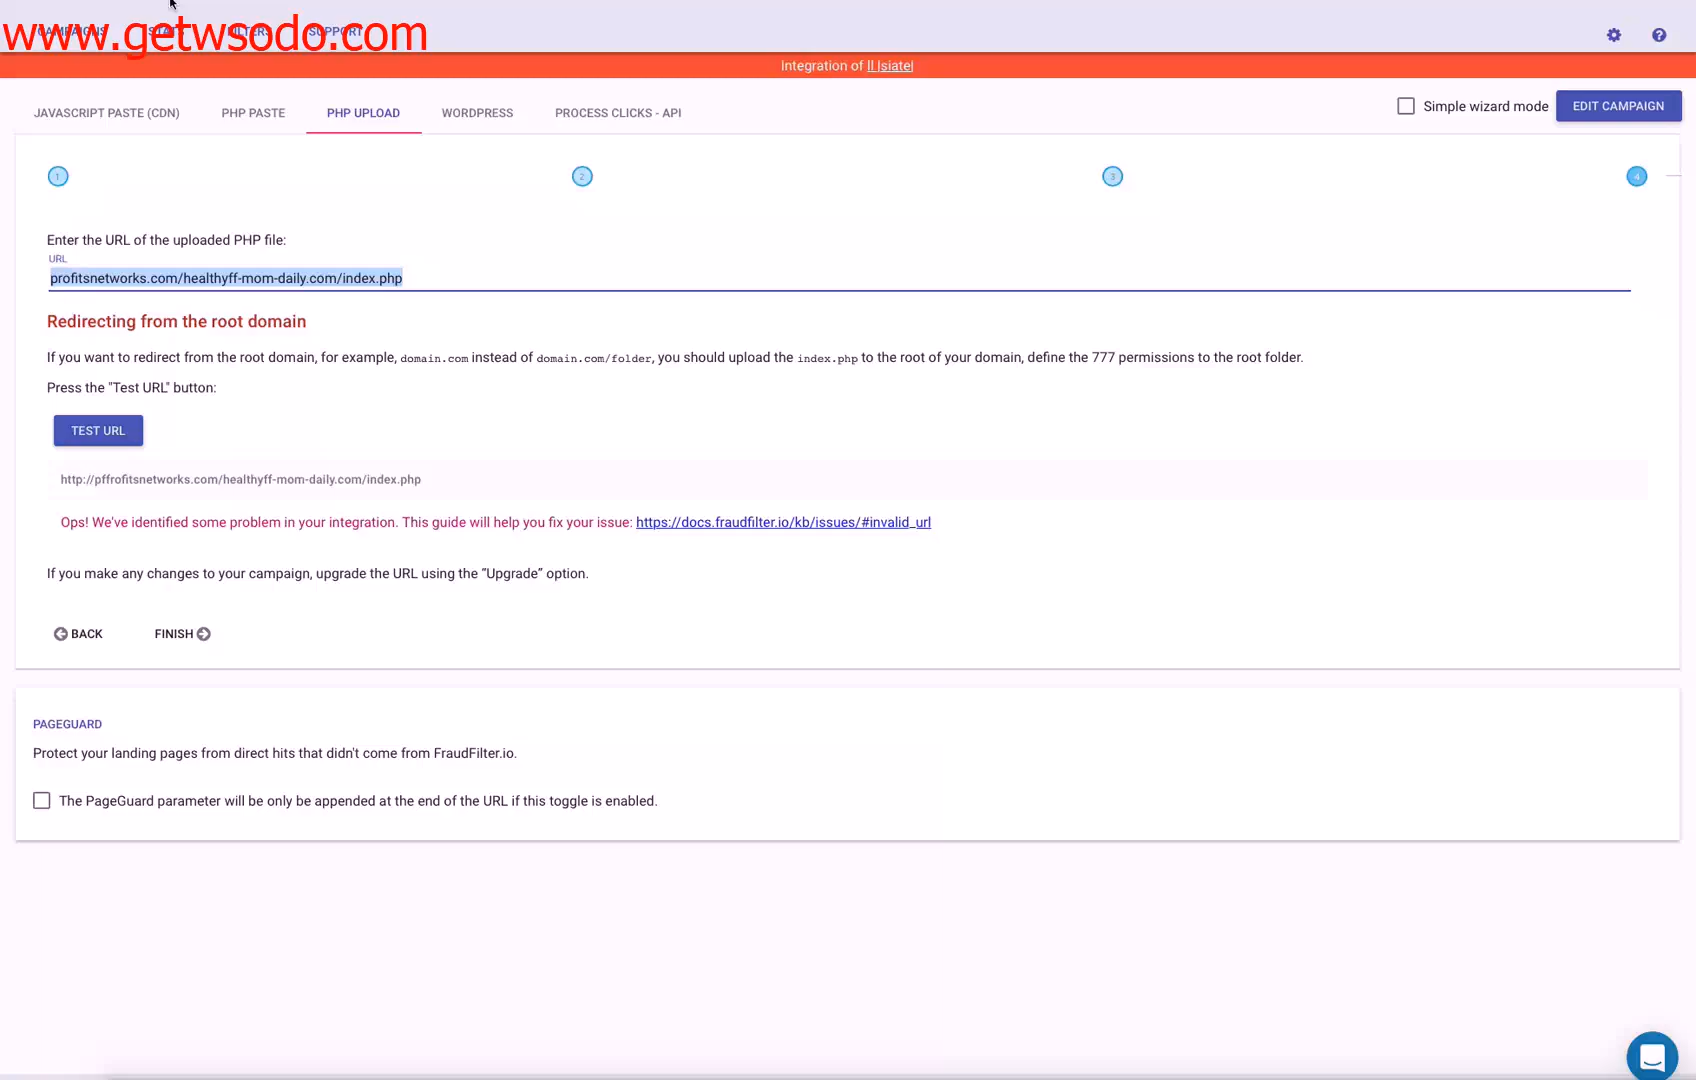 www.getwsodo.com
CAMPAIGNS STATS FILTERS SUPPORT
Integration of
JAVASCRIPT PASTE (CDN) PHP PASTE PHP UPLOAD WORDPRESS PROCESS CLICKS - API Simple wizard mode EDIT CAMPAIGN
1 2 3 4
Enter the URL of the uploaded PHP file:
URL
profitsnetworks.com/healthyff-mom-daily.com/index.php
Redirecting from the root domain
If you want to redirect from the root domain, for example, domain.com instead of domain.com/folder, you should upload the index.php to the root of your domain, define the 777 permissions to the root folder.
Press the "Test URL" button:
TEST URL
http://pffrofitsnetworks.com/healthyff-mom-daily.com/index.php
Ops! We've identified some problem in your integration. This guide will help you fix your issue: https://docs.fraudfilter.io/kb/issues/#invalid_url
If you make any changes to your campaign, upgrade the URL using the “Upgrade” option.
BACK FINISH
PAGEGUARD
Protect your landing pages from direct hits that didn't come from FraudFilter.io.
The PageGuard parameter will be only be appended at the end of the URL if this toggle is enabled.